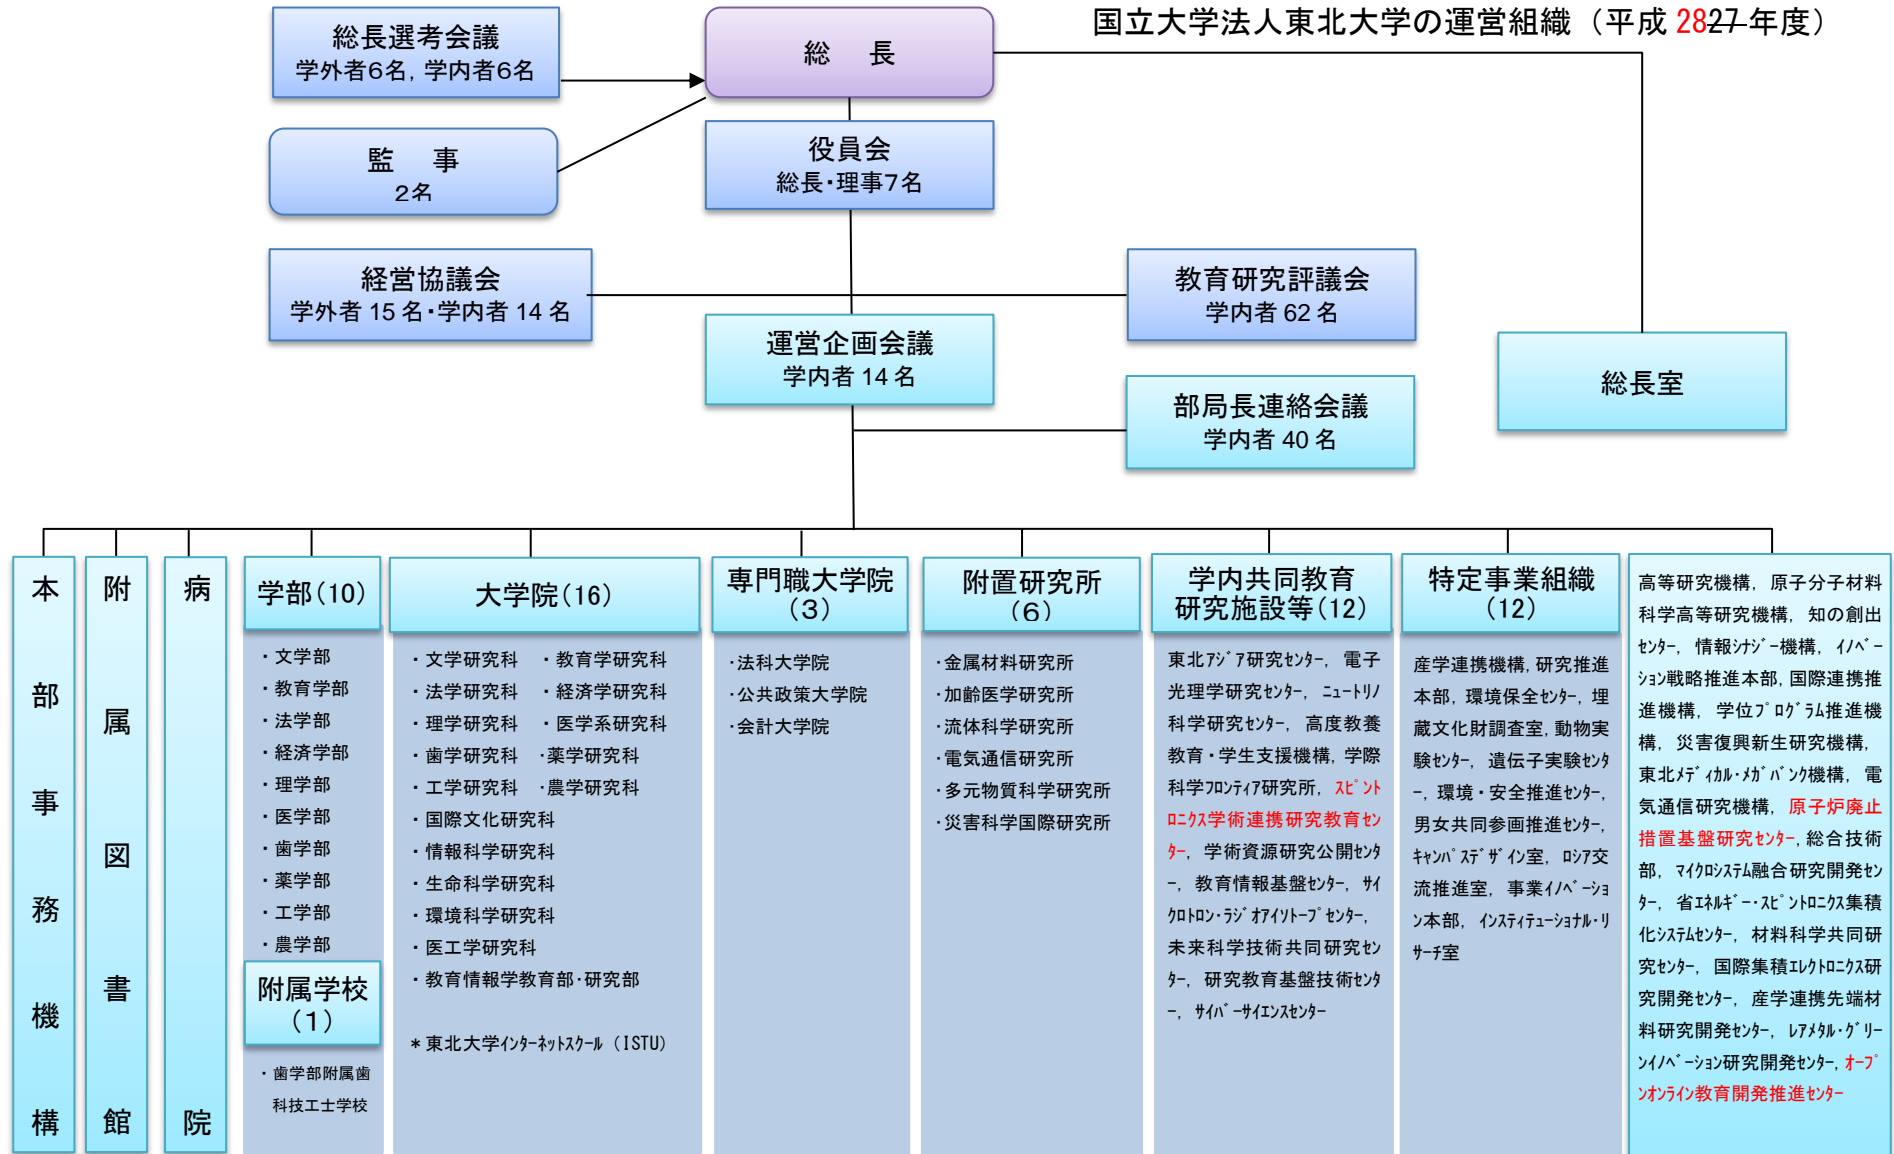 国立大学法人東北大学の運営組織（平成 2827 年度）
総長選考会議
学外者6名，学内者6名
総　長
監　事
2名
役員会
総長・理事7名
経営協議会
学外者 15 名・学内者 14 名
教育研究評議会
学内者 62 名
運営企画会議
学内者 14 名
総長室
部局長連絡会議
学内者 40 名
本部事務機構
附属図書館
病院
学部（10）
・文学部
・教育学部
・法学部
・経済学部
・理学部
・医学部
・歯学部
・薬学部
・工学部
・農学部
附属学校
（1）
・歯学部附属歯
科技工士学校
大学院（16）
・文学研究科　・教育学研究科
・法学研究科　・経済学研究科
・理学研究科　・医学系研究科
・歯学研究科　・薬学研究科
・工学研究科　・農学研究科
・国際文化研究科
・情報科学研究科
・生命科学研究科
・環境科学研究科
・医工学研究科
・教育情報学教育部・研究部
＊東北大学ｲﾝﾀｰﾈｯﾄｽｸｰﾙ（ISTU）
専門職大学院
（3）
・法科大学院
・公共政策大学院
・会計大学院
附置研究所
（6）
・金属材料研究所
・加齢医学研究所
・流体科学研究所
・電気通信研究所
・多元物質科学研究所
・災害科学国際研究所
学内共同教育
研究施設等（12）
東北ｱｼﾞｱ研究ｾﾝﾀｰ，電子
光理学研究ｾﾝﾀｰ，ﾆｭｰﾄﾘﾉ
科学研究ｾﾝﾀｰ，高度教養
教育・学生支援機構，学際
科学ﾌﾛﾝﾃｨｱ研究所，ｽﾋﾟﾝﾄ
ﾛﾆｸｽ学術連携研究教育ｾﾝ
ﾀｰ，学術資源研究公開ｾﾝﾀ
ｰ，教育情報基盤ｾﾝﾀｰ，ｻｲ
ｸﾛﾄﾛﾝ・ﾗｼﾞｵｱｲｿﾄｰﾌﾟｾﾝﾀｰ，
未来科学技術共同研究ｾﾝ
ﾀｰ，研究教育基盤技術ｾﾝﾀ
ｰ，ｻｲﾊﾞｰｻｲｴﾝｽｾﾝﾀｰ
特定事業組織
（12）
産学連携機構，研究推進
本部，環境保全ｾﾝﾀｰ，埋
蔵文化財調査室，動物実
験ｾﾝﾀｰ，遺伝子実験ｾﾝﾀ
ｰ，環境・安全推進ｾﾝﾀｰ，
男女共同参画推進ｾﾝﾀｰ，
ｷｬﾝﾊﾟｽﾃﾞｻﾞｲﾝ室，ﾛｼｱ交
流推進室，事業ｲﾉﾍﾞｰｼｮ
ﾝ本部，ｲﾝｽﾃｨﾃｭｰｼｮﾅﾙ・ﾘ
ｻｰﾁ室
高等研究機構，原子分子材料
科学高等研究機構，知の創出
ｾﾝﾀｰ，情報ｼﾅｼﾞｰ機構，ｲﾉﾍﾞｰ
ｼｮﾝ戦略推進本部，国際連携推
進機構，学位ﾌﾟﾛｸﾞﾗﾑ推進機
構，災害復興新生研究機構，
東北ﾒﾃﾞｨｶﾙ・ﾒｶﾞﾊﾞﾝｸ機構，電
気通信研究機構，原子炉廃止
措置基盤研究ｾﾝﾀｰ，総合技術
部，ﾏｲｸﾛｼｽﾃﾑ融合研究開発ｾﾝ
ﾀｰ，省ｴﾈﾙｷﾞｰ・ｽﾋﾟﾝﾄﾛﾆｸｽ集積
化ｼｽﾃﾑｾﾝﾀｰ，材料科学共同研
究ｾﾝﾀｰ，国際集積ｴﾚｸﾄﾛﾆｸｽ研
究開発ｾﾝﾀｰ，産学連携先端材
料研究開発ｾﾝﾀｰ，ﾚｱﾒﾀﾙ・ｸﾞﾘｰ
ﾝｲﾉﾍﾞｰｼｮﾝ研究開発ｾﾝﾀｰ，ｵｰﾌﾟ
ﾝｵﾝﾗｲﾝ教育開発推進ｾﾝﾀｰ